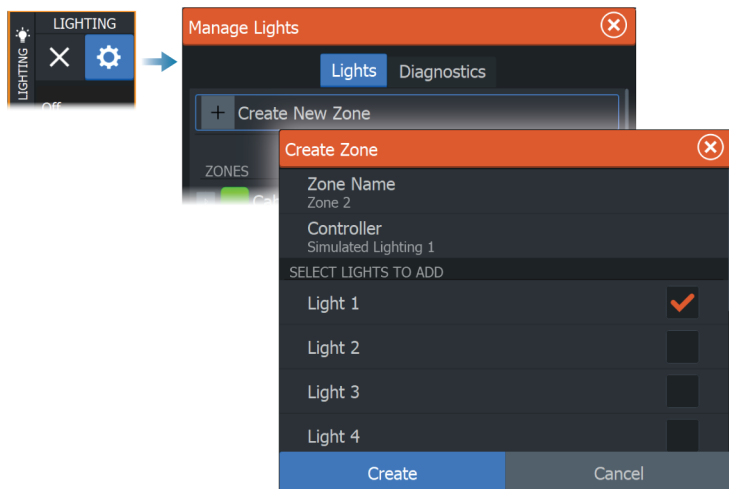 LIGHTING
LIGHTING
Off
Manage Lights
Lights Diagnostics
+ Create New Zone
ZONES
Create Zone
Zone Name
Zone 2
Controller
Simulated Lighting 1
SELECT LIGHTS TO ADD
Light 1
Light 2
Light 3
Light 4
Create Cancel